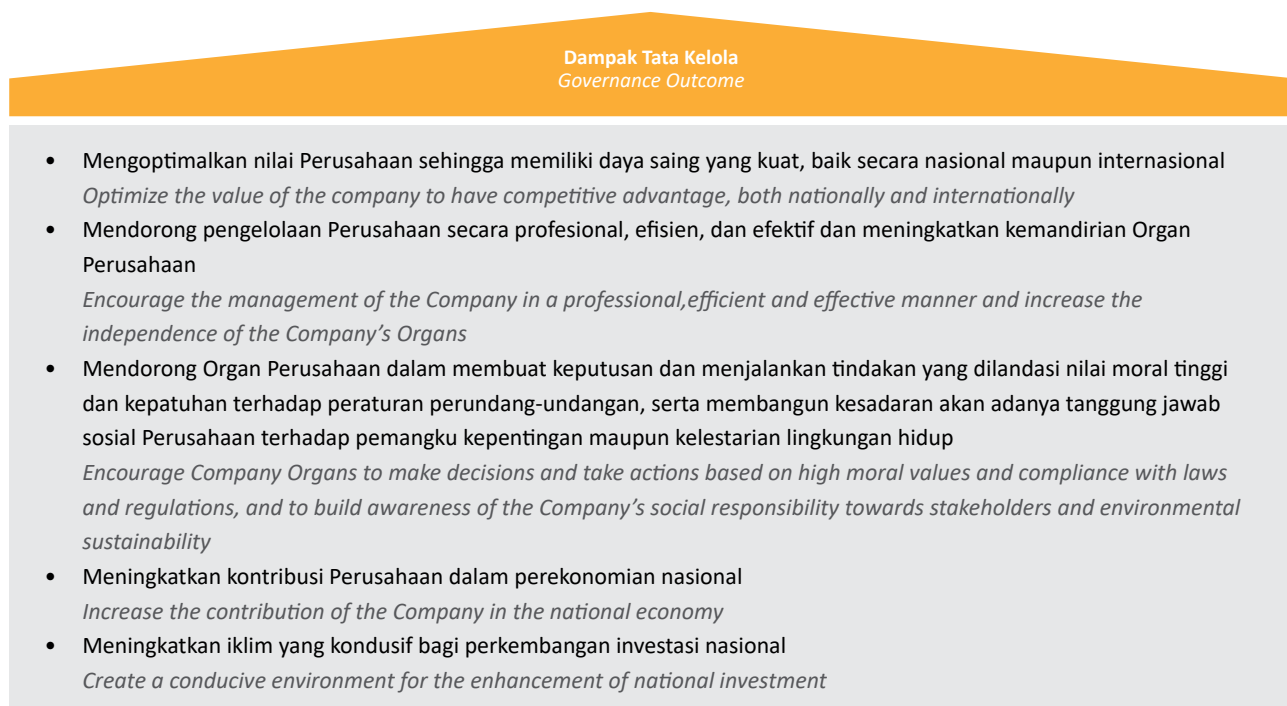 Dampak Tata Kelola
Governance Outcome
• Mengoptimalkan nilai Perusahaan sehingga memiliki daya saing yang kuat, baik secara nasional maupun internasional
Optimize the value of the company to have competitive advantage, both nationally and internationally
• Mendorong pengelolaan Perusahaan secara profesional, efisien, dan efektif dan meningkatkan kemandirian Organ
Perusahaan
Encourage the management of the Company in a professional,efficient and effective manner and increase the
independence of the Company’s Organs
• Mendorong Organ Perusahaan dalam membuat keputusan dan menjalankan tindakan yang dilandasi nilai moral tinggi
dan kepatuhan terhadap peraturan perundang-undangan, serta membangun kesadaran akan adanya tanggung jawab
sosial Perusahaan terhadap pemangku kepentingan maupun kelestarian lingkungan hidup
Encourage Company Organs to make decisions and take actions based on high moral values and compliance with laws
and regulations, and to build awareness of the Company’s social responsibility towards stakeholders and environmental
sustainability
• Meningkatkan kontribusi Perusahaan dalam perekonomian nasional
Increase the contribution of the Company in the national economy
• Meningkatkan iklim yang kondusif bagi perkembangan investasi nasional
Create a conducive environment for the enhancement of national investment